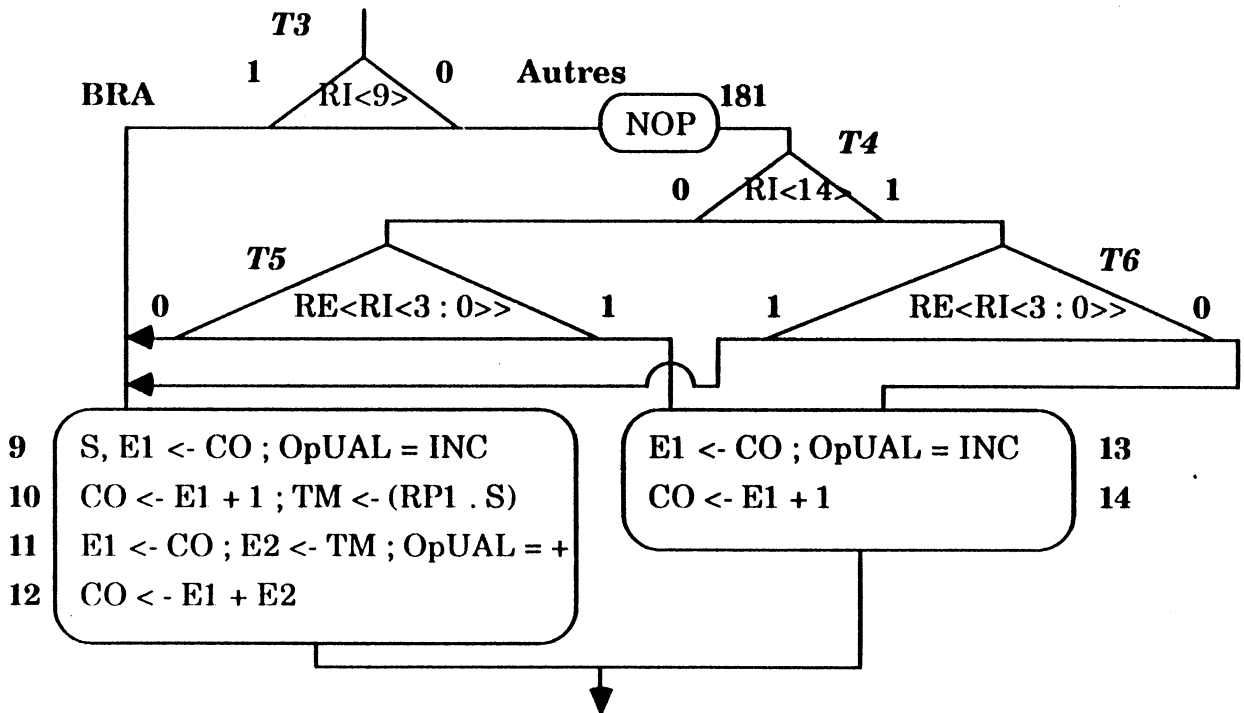 T3
1 0 Autres
BRA RI<9> 181
NOP
T4
0 RI<14> 1
T5 T6
0 RE<RI<3 : 0>> 1 1 RE<RI<3 : 0>> 0
9 S, E1 <- CO ; OpUAL = INC
10 CO <- E1 + 1 ; TM <- (RP1 . S)
11 E1 <- CO ; E2 <- TM ; OpUAL = +
12 CO < - E1 + E2
E1 <- CO ; OpUAL = INC 13
CO <- E1 + 1 14